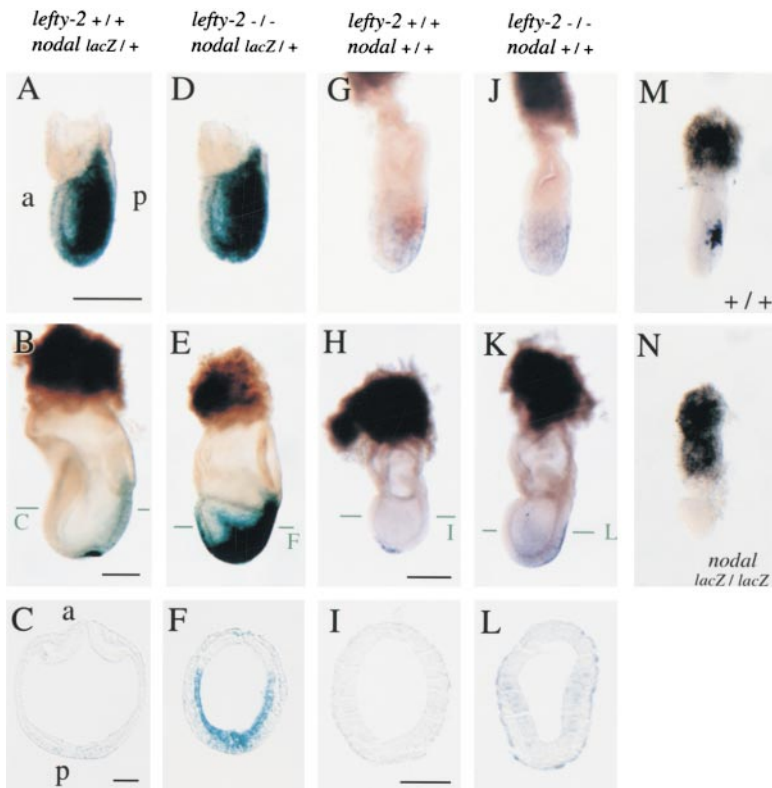 lefty-2 +/+ lefty-2 -/- lefty-2 +/+ lefty-2 -/-
nodal lacZ/+ nodal lacZ/+ nodal +/+ nodal +/+
A D G J M
a p
+/+
B E H K N
C F I L
nodal
lacZ/lacZ
C a F I L
p